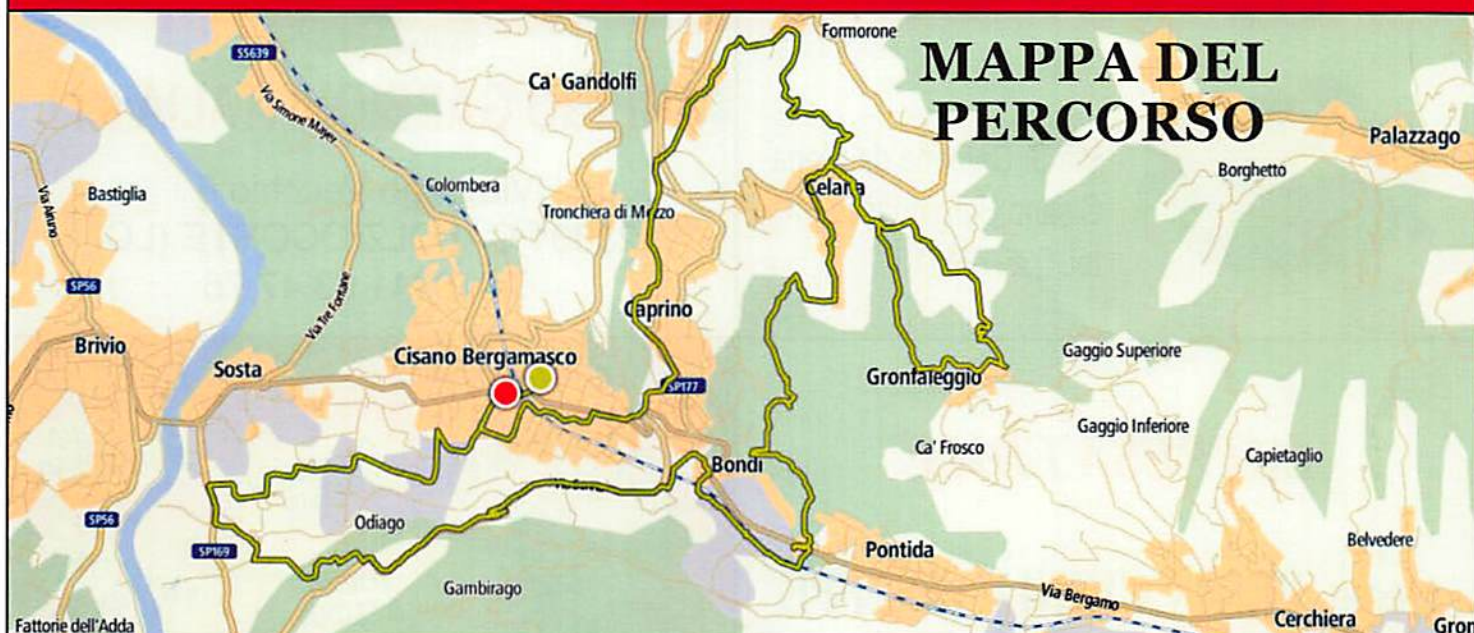 MAPPA DEL
PERCORSO
Formorone
SS639
Ca' Gandolfi
Via Simone Mayer
Palazzago
Borghetto
Bastiglia
Colombera
Celana
Via Airuno
Tronchera di Mezzo
SP56
Via Tre Fontane
Caprino
Brivio
Cisano Bergamasco
Sosta
Gaggio Superiore
SP177
Gronfaleggio
Gaggio Inferiore
Ca' Frosco
Capietaglio
Bondi
SP56
Odiago
SP169
Pontida
Belvedere
Gambirago
Via Bergamo
Fattorie dell'Adda
Cerchiera
Gron